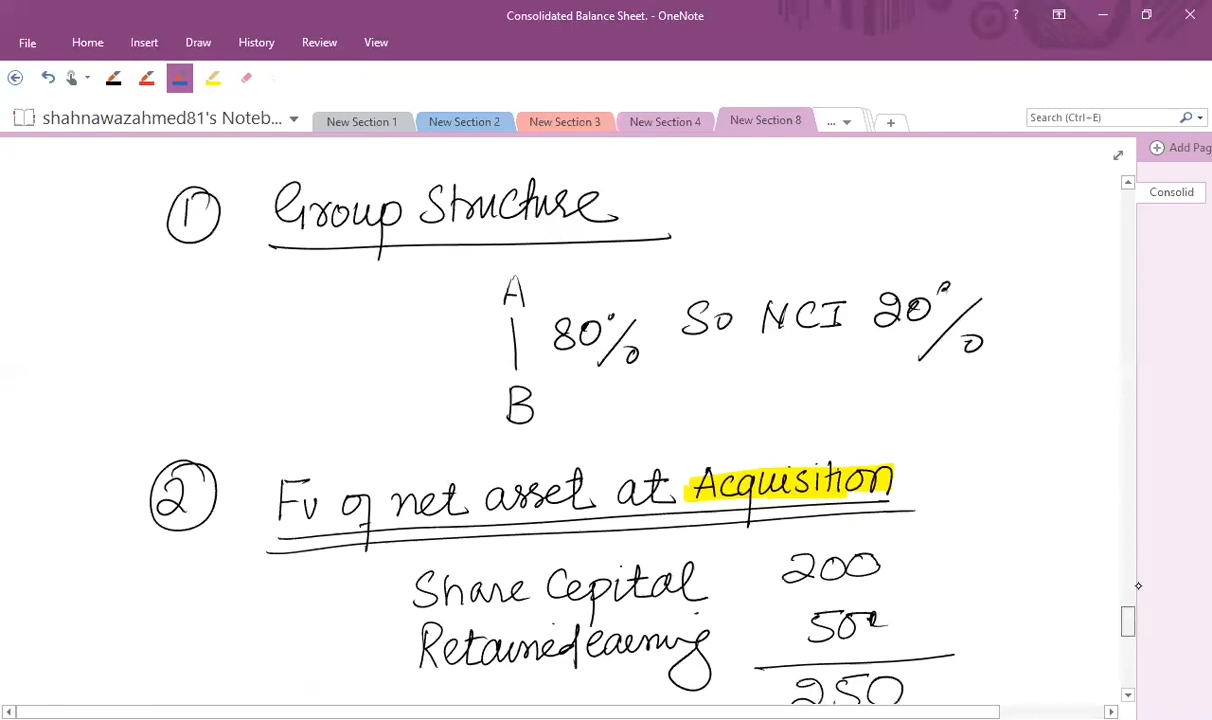 Consolidated Balance Sheet. - OneNote
?
File Home Insert Draw History Review View
shahnawazahmed81's Noteb... New Section 1 New Section 2 New Section 3 New Section 4 New Section 8 ... + Search (Ctrl+E)
Add Pag
Consolid
① Group Structure
A
80% So NCI 20%
B
② Fv of net asset at Acquisition
Share Cepital 200
Retained earning 50
250